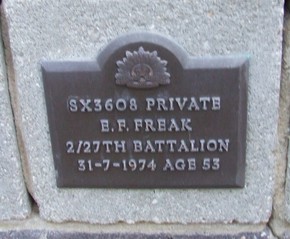 SX3608 PRIVATE
E. F. FREAK
2/27TH BATTALION
31-7-1974 AGE 53